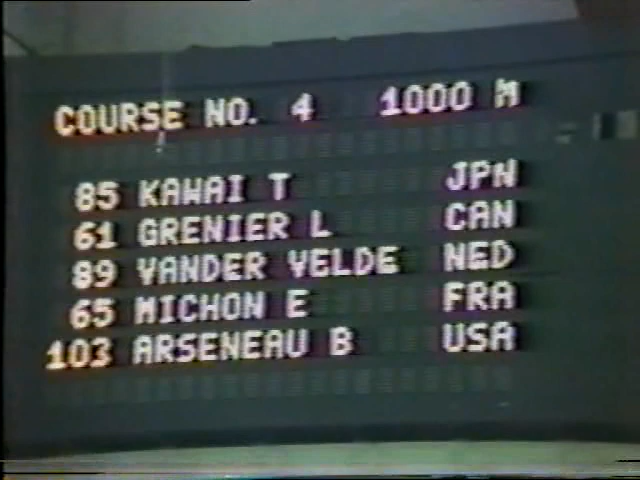 COURSE NO. 4 1000 M
85 KAWAI T JPN
61 GRENIER L CAN
89 VANDER VELDE NED
65 MICHON E FRA
103 ARSENEAU B USA